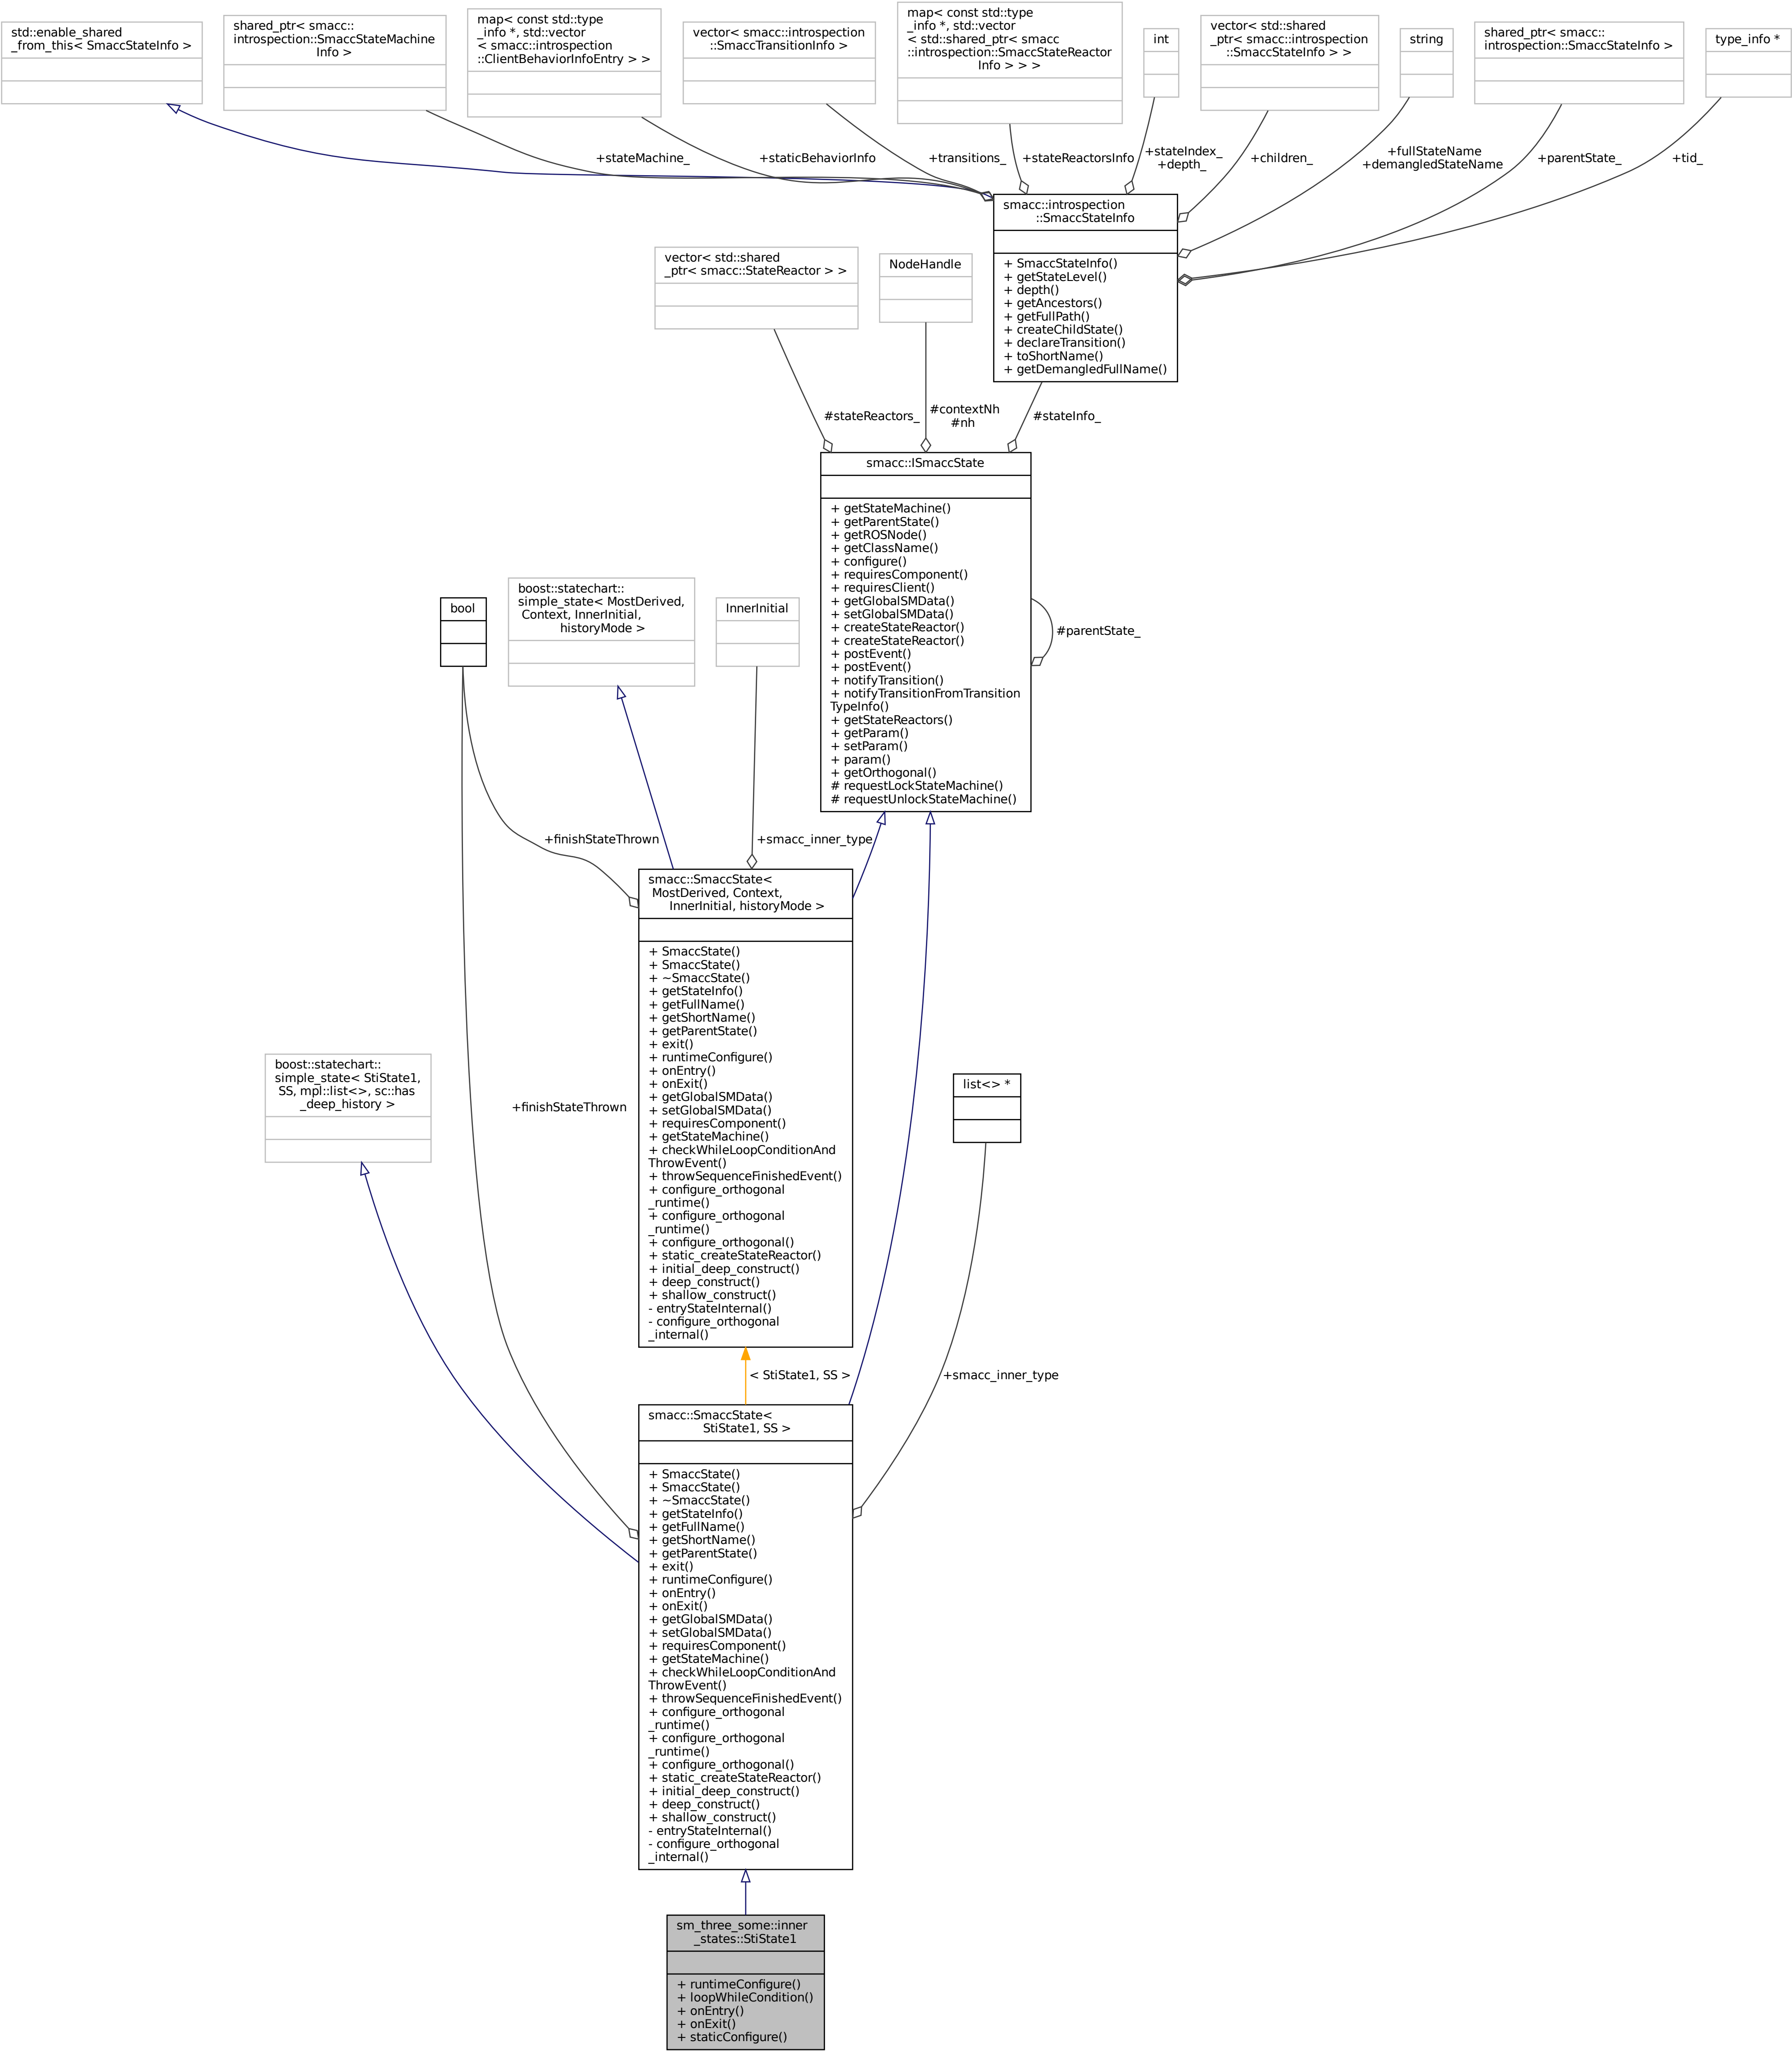 std::enable_shared
_from_this< SmaccStateInfo >
shared_ptr< smacc::
introspection::SmaccStateMachine
Info >
map< const std::type
_info *, std::vector
< smacc::introspection
::ClientBehaviorInfoEntry > >
vector< smacc::introspection
::SmaccTransitionInfo >
map< const std::type
_info *, std::vector
< std::shared_ptr< smacc
::introspection::SmaccStateReactor
Info > > >
int
vector< std::shared
_ptr< smacc::introspection
::SmaccStateInfo > >
string
shared_ptr< smacc::
introspection::SmaccStateInfo >
type_info *
+stateMachine_
+staticBehaviorInfo
+transitions_
+stateReactorsInfo
+stateIndex_
+depth_
+children_
+fullStateName
+demangledStateName
+parentState_
+tid_
smacc::introspection
::SmaccStateInfo
+ SmaccStateInfo()
+ getStateLevel()
+ depth()
+ getAncestors()
+ getFullPath()
+ createChildState()
+ declareTransition()
+ toShortName()
+ getDemangledFullName()
vector< std::shared
_ptr< smacc::StateReactor > >
NodeHandle
#stateReactors_
#contextNh
#nh
#stateInfo_
smacc::ISmaccState
+ getStateMachine()
+ getParentState()
+ getROSNode()
+ getClassName()
+ configure()
+ requiresComponent()
+ requiresClient()
+ getGlobalSMData()
+ setGlobalSMData()
+ createStateReactor()
+ createStateReactor()
+ postEvent()
+ postEvent()
+ notifyTransition()
+ notifyTransitionFromTransition
TypeInfo()
+ getStateReactors()
+ getParam()
+ setParam()
+ param()
+ getOrthogonal()
# requestLockStateMachine()
# requestUnlockStateMachine()
#parentState_
bool
boost::statechart::
simple_state< MostDerived,
Context, InnerInitial,
historyMode >
InnerInitial
+finishStateThrown
+smacc_inner_type
smacc::SmaccState<
MostDerived, Context,
InnerInitial, historyMode >
+ SmaccState()
+ SmaccState()
+ ~SmaccState()
+ getStateInfo()
+ getFullName()
+ getShortName()
+ getParentState()
+ exit()
+ runtimeConfigure()
+ onEntry()
+ onExit()
+ getGlobalSMData()
+ setGlobalSMData()
+ requiresComponent()
+ getStateMachine()
+ checkWhileLoopConditionAnd
ThrowEvent()
+ throwSequenceFinishedEvent()
+ configure_orthogonal
_runtime()
+ configure_orthogonal
_runtime()
+ configure_orthogonal()
+ static_createStateReactor()
+ initial_deep_construct()
+ deep_construct()
+ shallow_construct()
- entryStateInternal()
- configure_orthogonal
_internal()
boost::statechart::
simple_state< StiState1,
SS, mpl::list<>, sc::has
_deep_history >
+finishStateThrown
list<> *
< StiState1, SS >
+smacc_inner_type
smacc::SmaccState<
StiState1, SS >
+ SmaccState()
+ SmaccState()
+ ~SmaccState()
+ getStateInfo()
+ getFullName()
+ getShortName()
+ getParentState()
+ exit()
+ runtimeConfigure()
+ onEntry()
+ onExit()
+ getGlobalSMData()
+ setGlobalSMData()
+ requiresComponent()
+ getStateMachine()
+ checkWhileLoopConditionAnd
ThrowEvent()
+ throwSequenceFinishedEvent()
+ configure_orthogonal
_runtime()
+ configure_orthogonal
_runtime()
+ configure_orthogonal()
+ static_createStateReactor()
+ initial_deep_construct()
+ deep_construct()
+ shallow_construct()
- entryStateInternal()
- configure_orthogonal
_internal()
sm_three_some::inner
_states::StiState1
+ runtimeConfigure()
+ loopWhileCondition()
+ onEntry()
+ onExit()
+ staticConfigure()